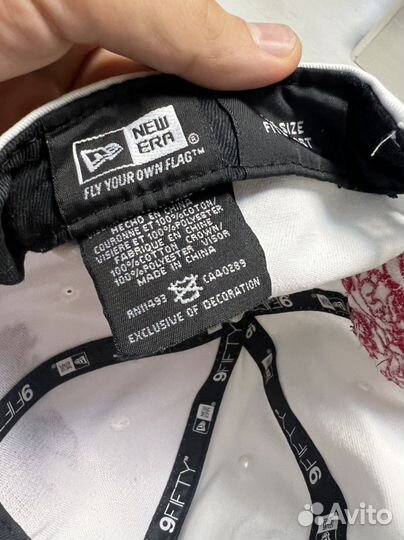 NEW
ERA®
FLY YOUR OWN FLAG™
SIZE
HECHO EN CHINA
COURONNE ET 100% COTON/
VISIERE ET 100% POLYESTER
FABRIQUE EN CHINE
100% COTTON CROWN/
100% POLYESTER VISOR
MADE IN CHINA
RN11493
CA40289
EXCLUSIVE OF DECORATION
9FIFTY
9FIFTY
9FIFTY
9FIFTY
Avito